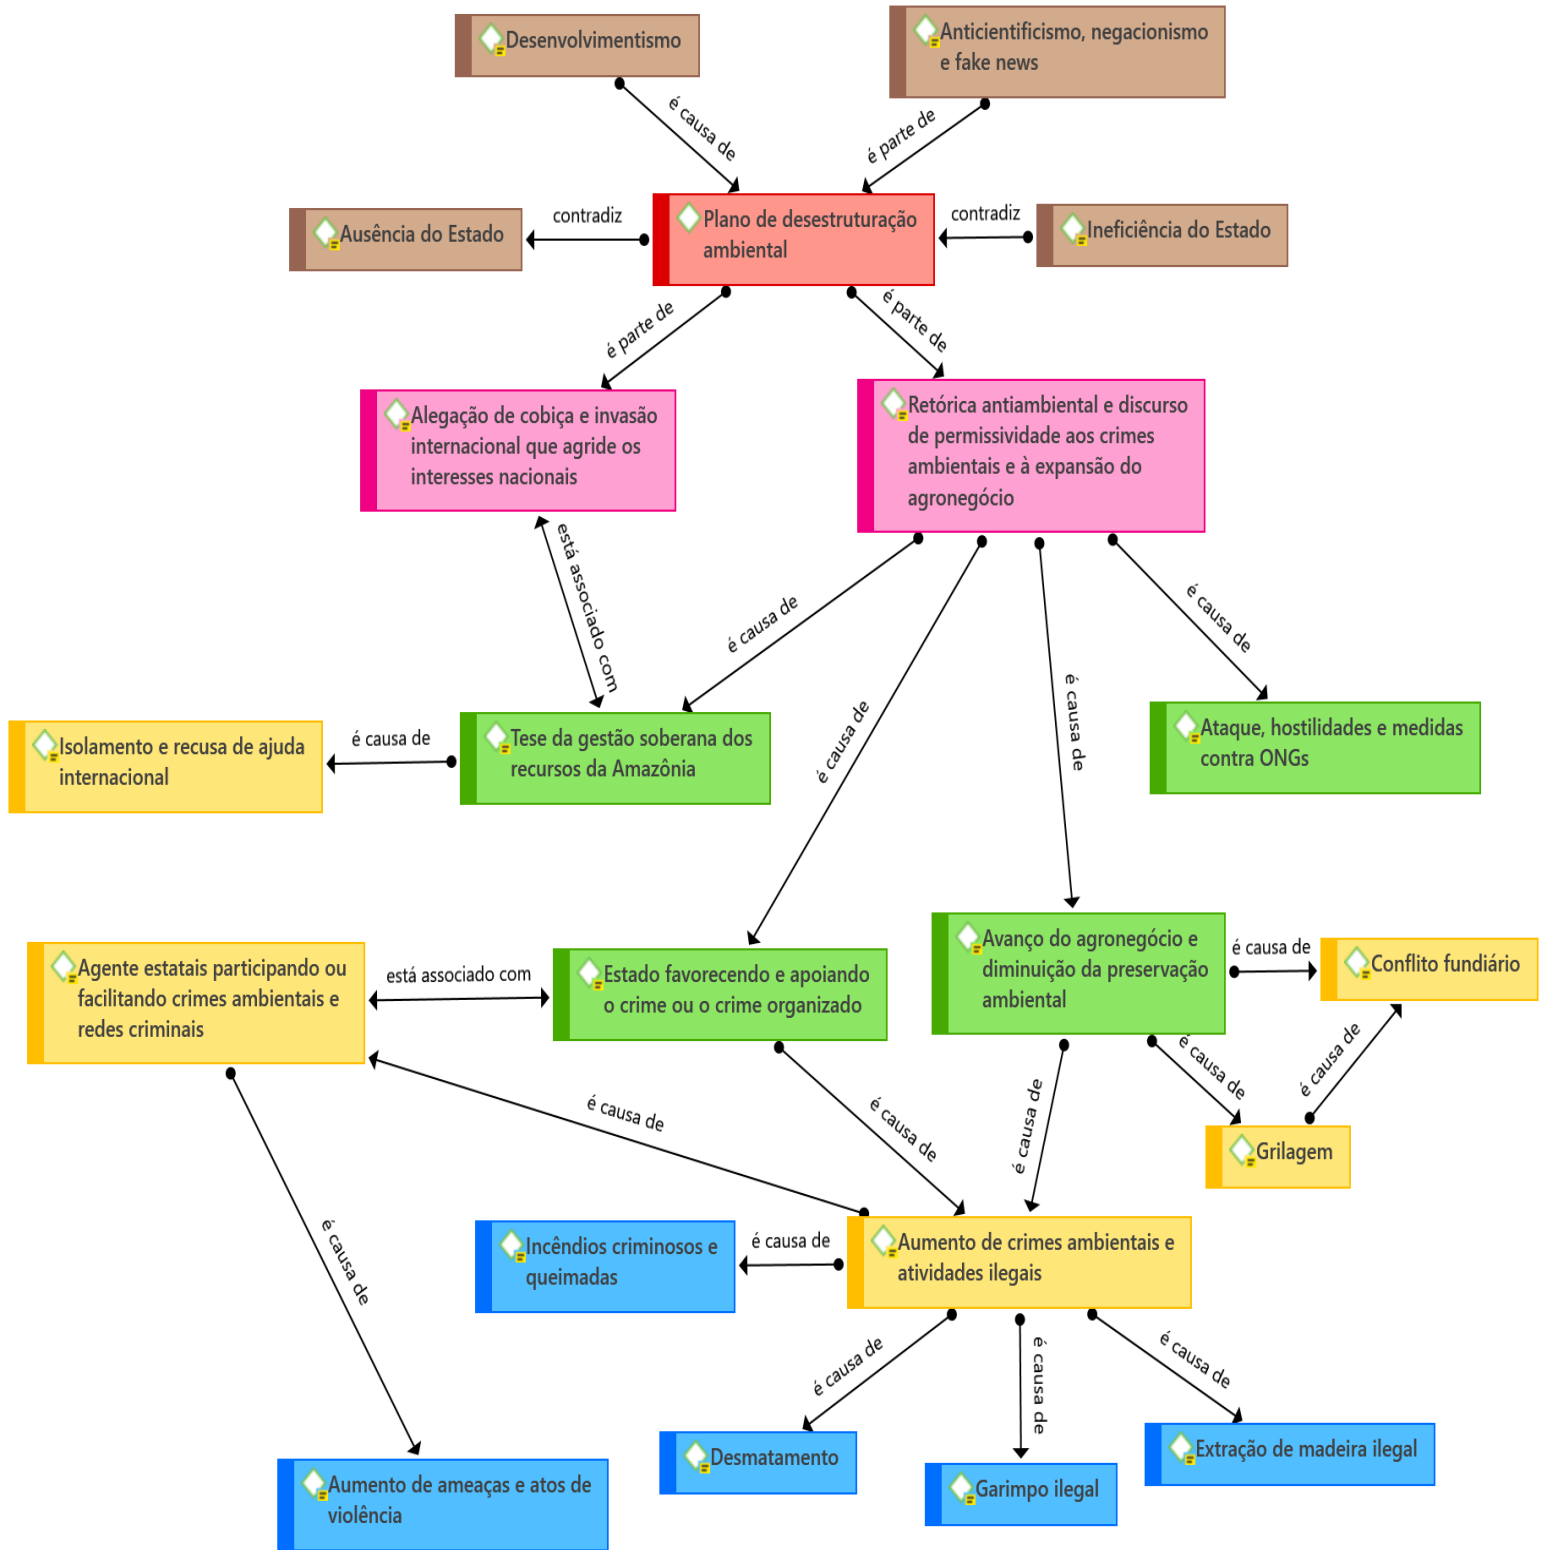 Desenvolvimentismo
Anticientificismo, negacionismo
e fake news
é causa de
é parte de
Ausência do Estado
contradiz
Plano de desestruturação
ambiental
contradiz
Ineficiência do Estado
é parte de
é parte de
Alegação de cobiça e invasão
internacional que agride os
interesses nacionais
Retórica antiambiental e discurso
de permissividade aos crimes
ambientais e à expansão do
agronegócio
está associado com
é causa de
é causa de
é causa de
é causa de
Isolamento e recusa de ajuda
internacional
é causa de
Tese da gestão soberana dos
recursos da Amazônia
Ataque, hostilidades e medidas
contra ONGs
Agente estatais participando ou
facilitando crimes ambientais e
redes criminais
está associado com
Estado favorecendo e apoiando
o crime ou o crime organizado
Avanço do agronegócio e
diminuição da preservação
ambiental
é causa de
Conflito fundiário
é causa de
é causa de
é causa de
é causa de
é causa de
Grilagem
é causa de
Incêndios criminosos e
queimadas
é causa de
Aumento de crimes ambientais e
atividades ilegais
é causa de
é causa de
é causa de
Desmatamento
Garimpo ilegal
Extração de madeira ilegal
Aumento de ameaças e atos de
violência